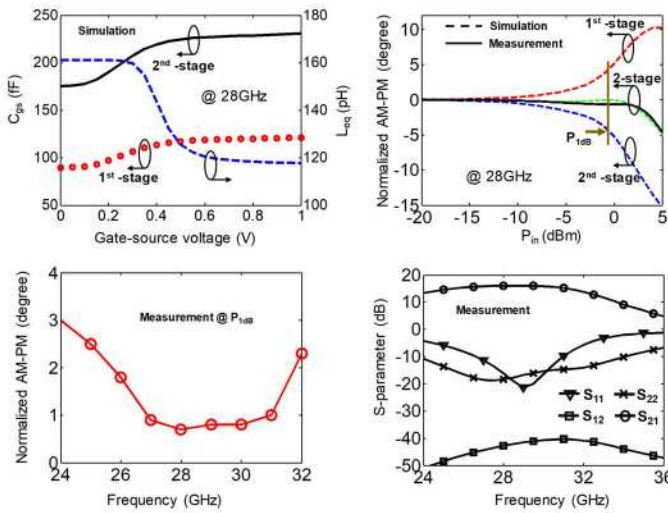 Simulation
2nd -stage
@ 28GHz
1st -stage
Cgs (fF)
Leq (pH)
50
100
150
200
250
100
120
140
160
180
0
0.2
0.4
0.6
0.8
1
Gate-source voltage (V)
Simulation
Measurement
1st-stage
2-stage
P1dB
@ 28GHz
2nd -stage
Normalized AM-PM (degree)
10
5
0
-5
-10
-15
-20
-15
-10
-5
0
5
Pin (dBm)
Measurement @ P1dB
Normalized AM-PM (degree)
4
3
2
1
0
24
26
28
30
32
Frequency (GHz)
Measurement
S-parameter (dB)
20
10
0
-10
-20
-30
-40
-50
S11
S22
S12
S21
24
28
32
36
Frequency (GHz)